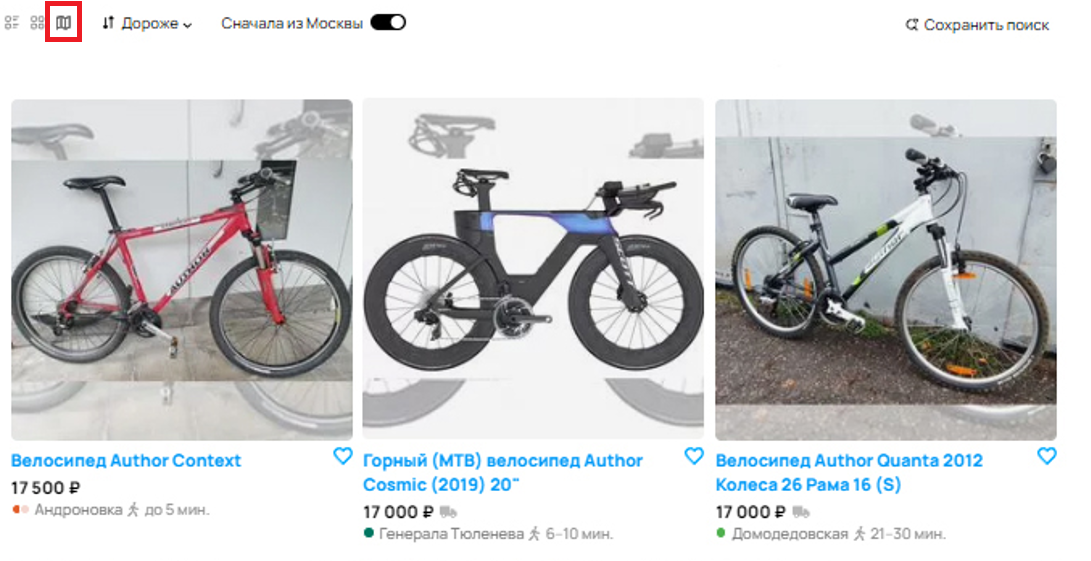 Дороже
Сначала из Москвы
Сохранить поиск
AUTHOR
Велосипед Author Context
17 500 ₽
Андроновка до 5 мин.
Горный (MTB) велосипед Author
Cosmic (2019) 20"
17 000 ₽
Генерала Тюленева 6–10 мин.
Велосипед Author Quanta 2012
Колеса 26 Рама 16 (S)
17 000 ₽
Домодедовская 21–30 мин.